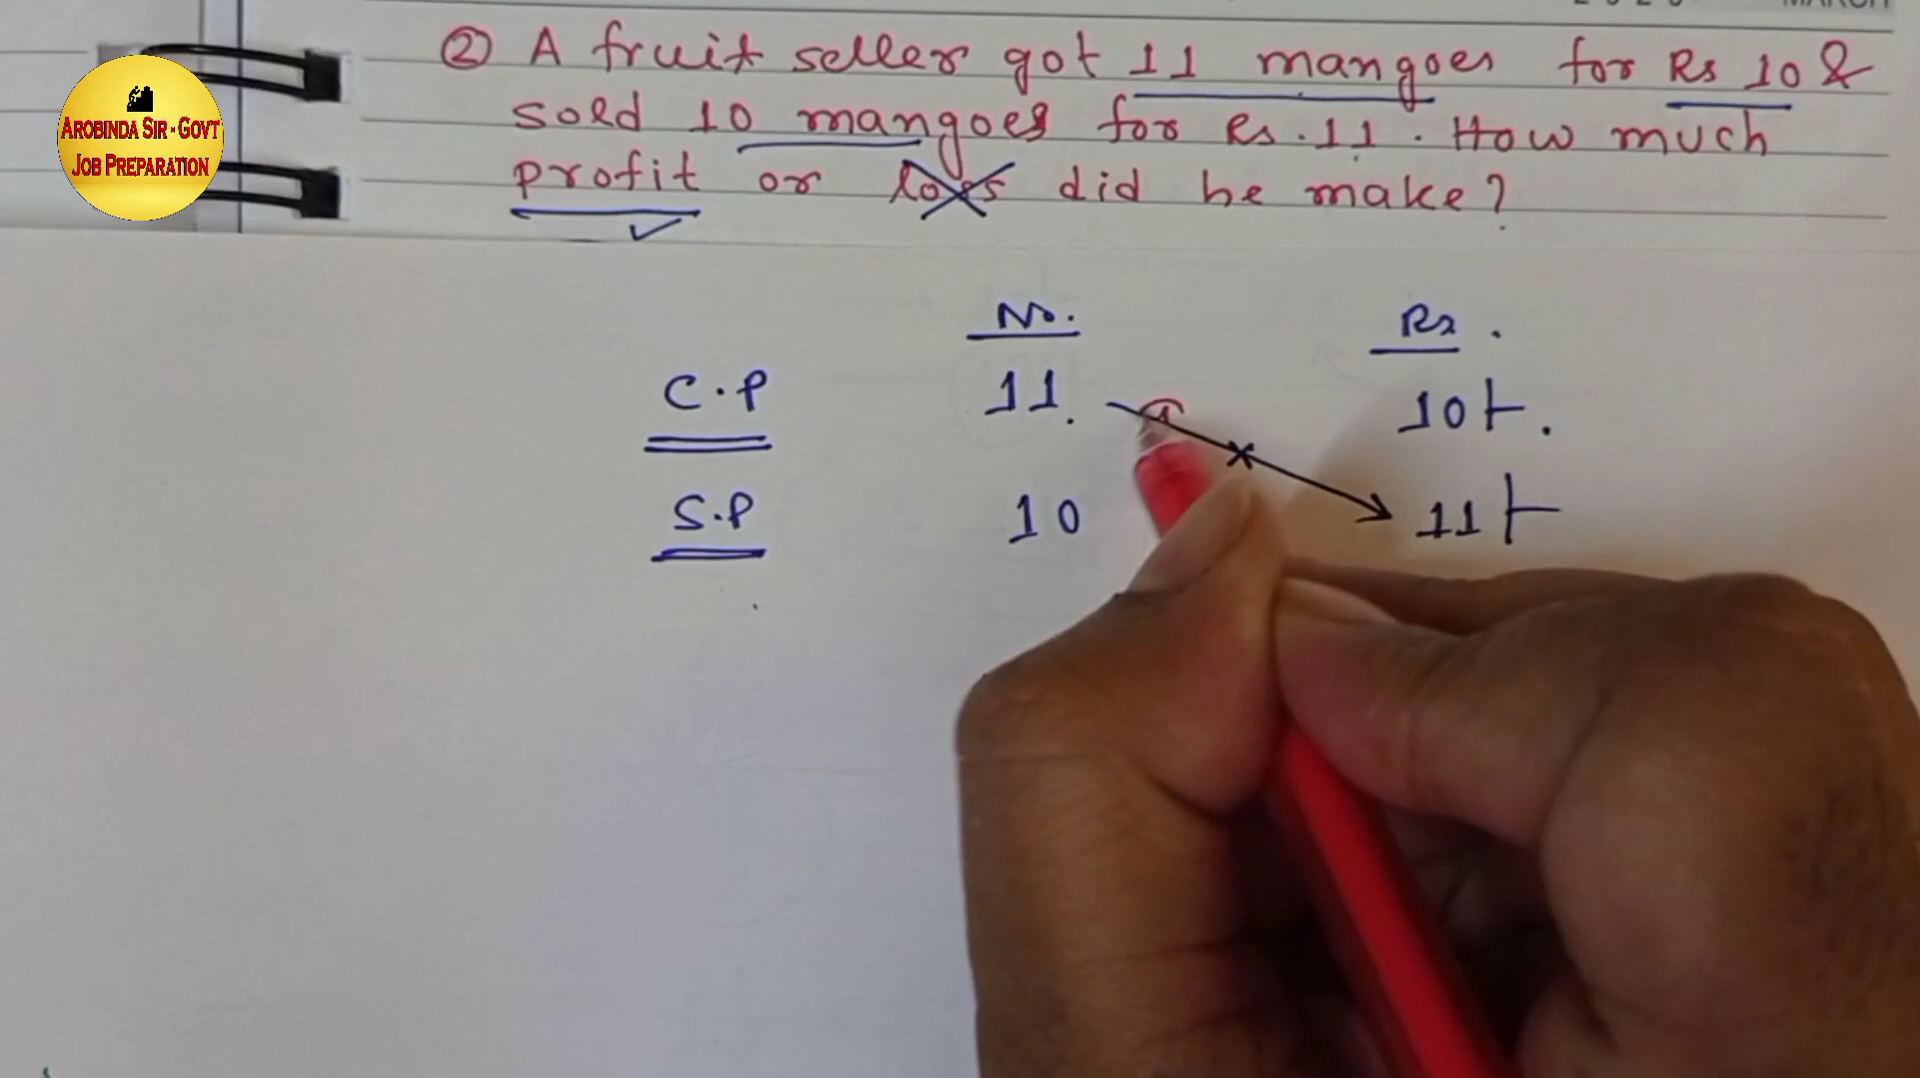 ② A fruit seller got 11 mangoes for Rs 10 &
sold 10 mangoes for Rs.11. How much
profit or loss did he make?
AROBINDA SIR - GOVT
JOB PREPARATION
No. Rs.
C.P 11. 10/-.
S.P 10 11/-